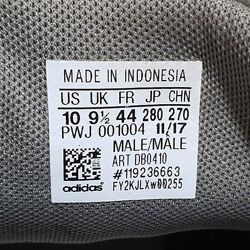 MADE IN INDONESIA
US UK FR JP CHN
10 9½ 44 280 270
PWJ 001004 11/17
MALE/MALE
ART DB0410
#119236663
adidas FY2KJLXw00255